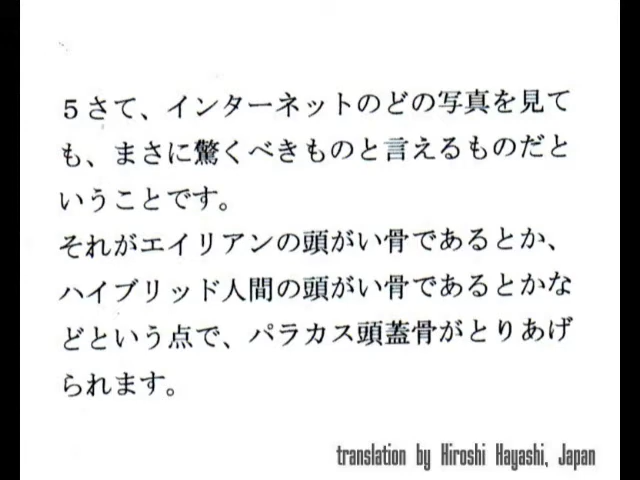 ５さて、インターネットのどの写真を見て
も、まさに驚くべきものと言えるものだと
いうことです。
それがエイリアンの頭がい骨であるとか、
ハイブリッド人間の頭がい骨であるとかな
どという点で、パラカス頭蓋骨がとりあげ
られます。
translation by Hiroshi Hayashi, Japan